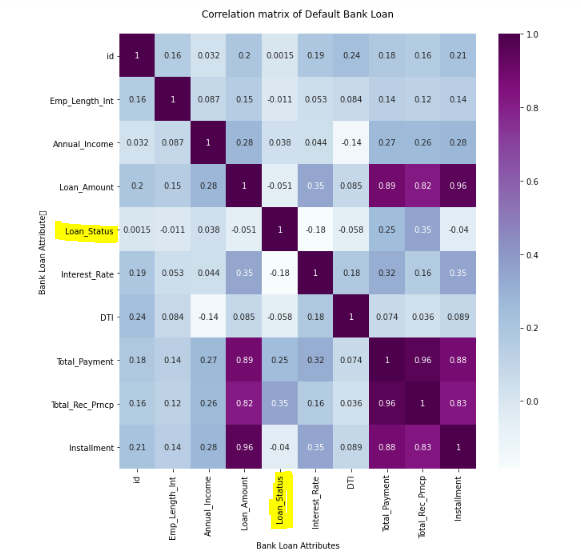 Correlation matrix of Default Bank Loan
id 1 0.16 0.032 0.2 0.0015 0.19 0.24 0.18 0.16 0.21
Emp_Length_Int 0.16 1 0.087 0.15 -0.011 0.053 0.084 0.14 0.12 0.14
Annual_Income 0.032 0.087 1 0.28 0.038 0.044 -0.14 0.27 0.26 0.28
Loan_Amount 0.2 0.15 0.28 1 -0.051 0.35 0.085 0.89 0.82 0.96
Loan_Status 0.0015 -0.011 0.038 -0.051 1 -0.18 -0.058 0.25 0.35 -0.04
Interest_Rate 0.19 0.053 0.044 0.35 -0.18 1 0.18 0.32 0.16 0.35
DTI 0.24 0.084 -0.14 0.085 -0.058 0.18 1 0.074 0.036 0.089
Total_Payment 0.18 0.14 0.27 0.89 0.25 0.32 0.074 1 0.96 0.88
Total_Rec_Prncp 0.16 0.12 0.26 0.82 0.35 0.16 0.036 0.96 1 0.83
Installment 0.21 0.14 0.28 0.96 -0.04 0.35 0.089 0.88 0.83 1
Bank Loan Attribute▯
id Emp_Length_Int Annual_Income Loan_Amount Loan_Status Interest_Rate DTI Total_Payment Total_Rec_Prncp Installment
Bank Loan Attributes
1.0
0.8
0.6
0.4
0.2
0.0